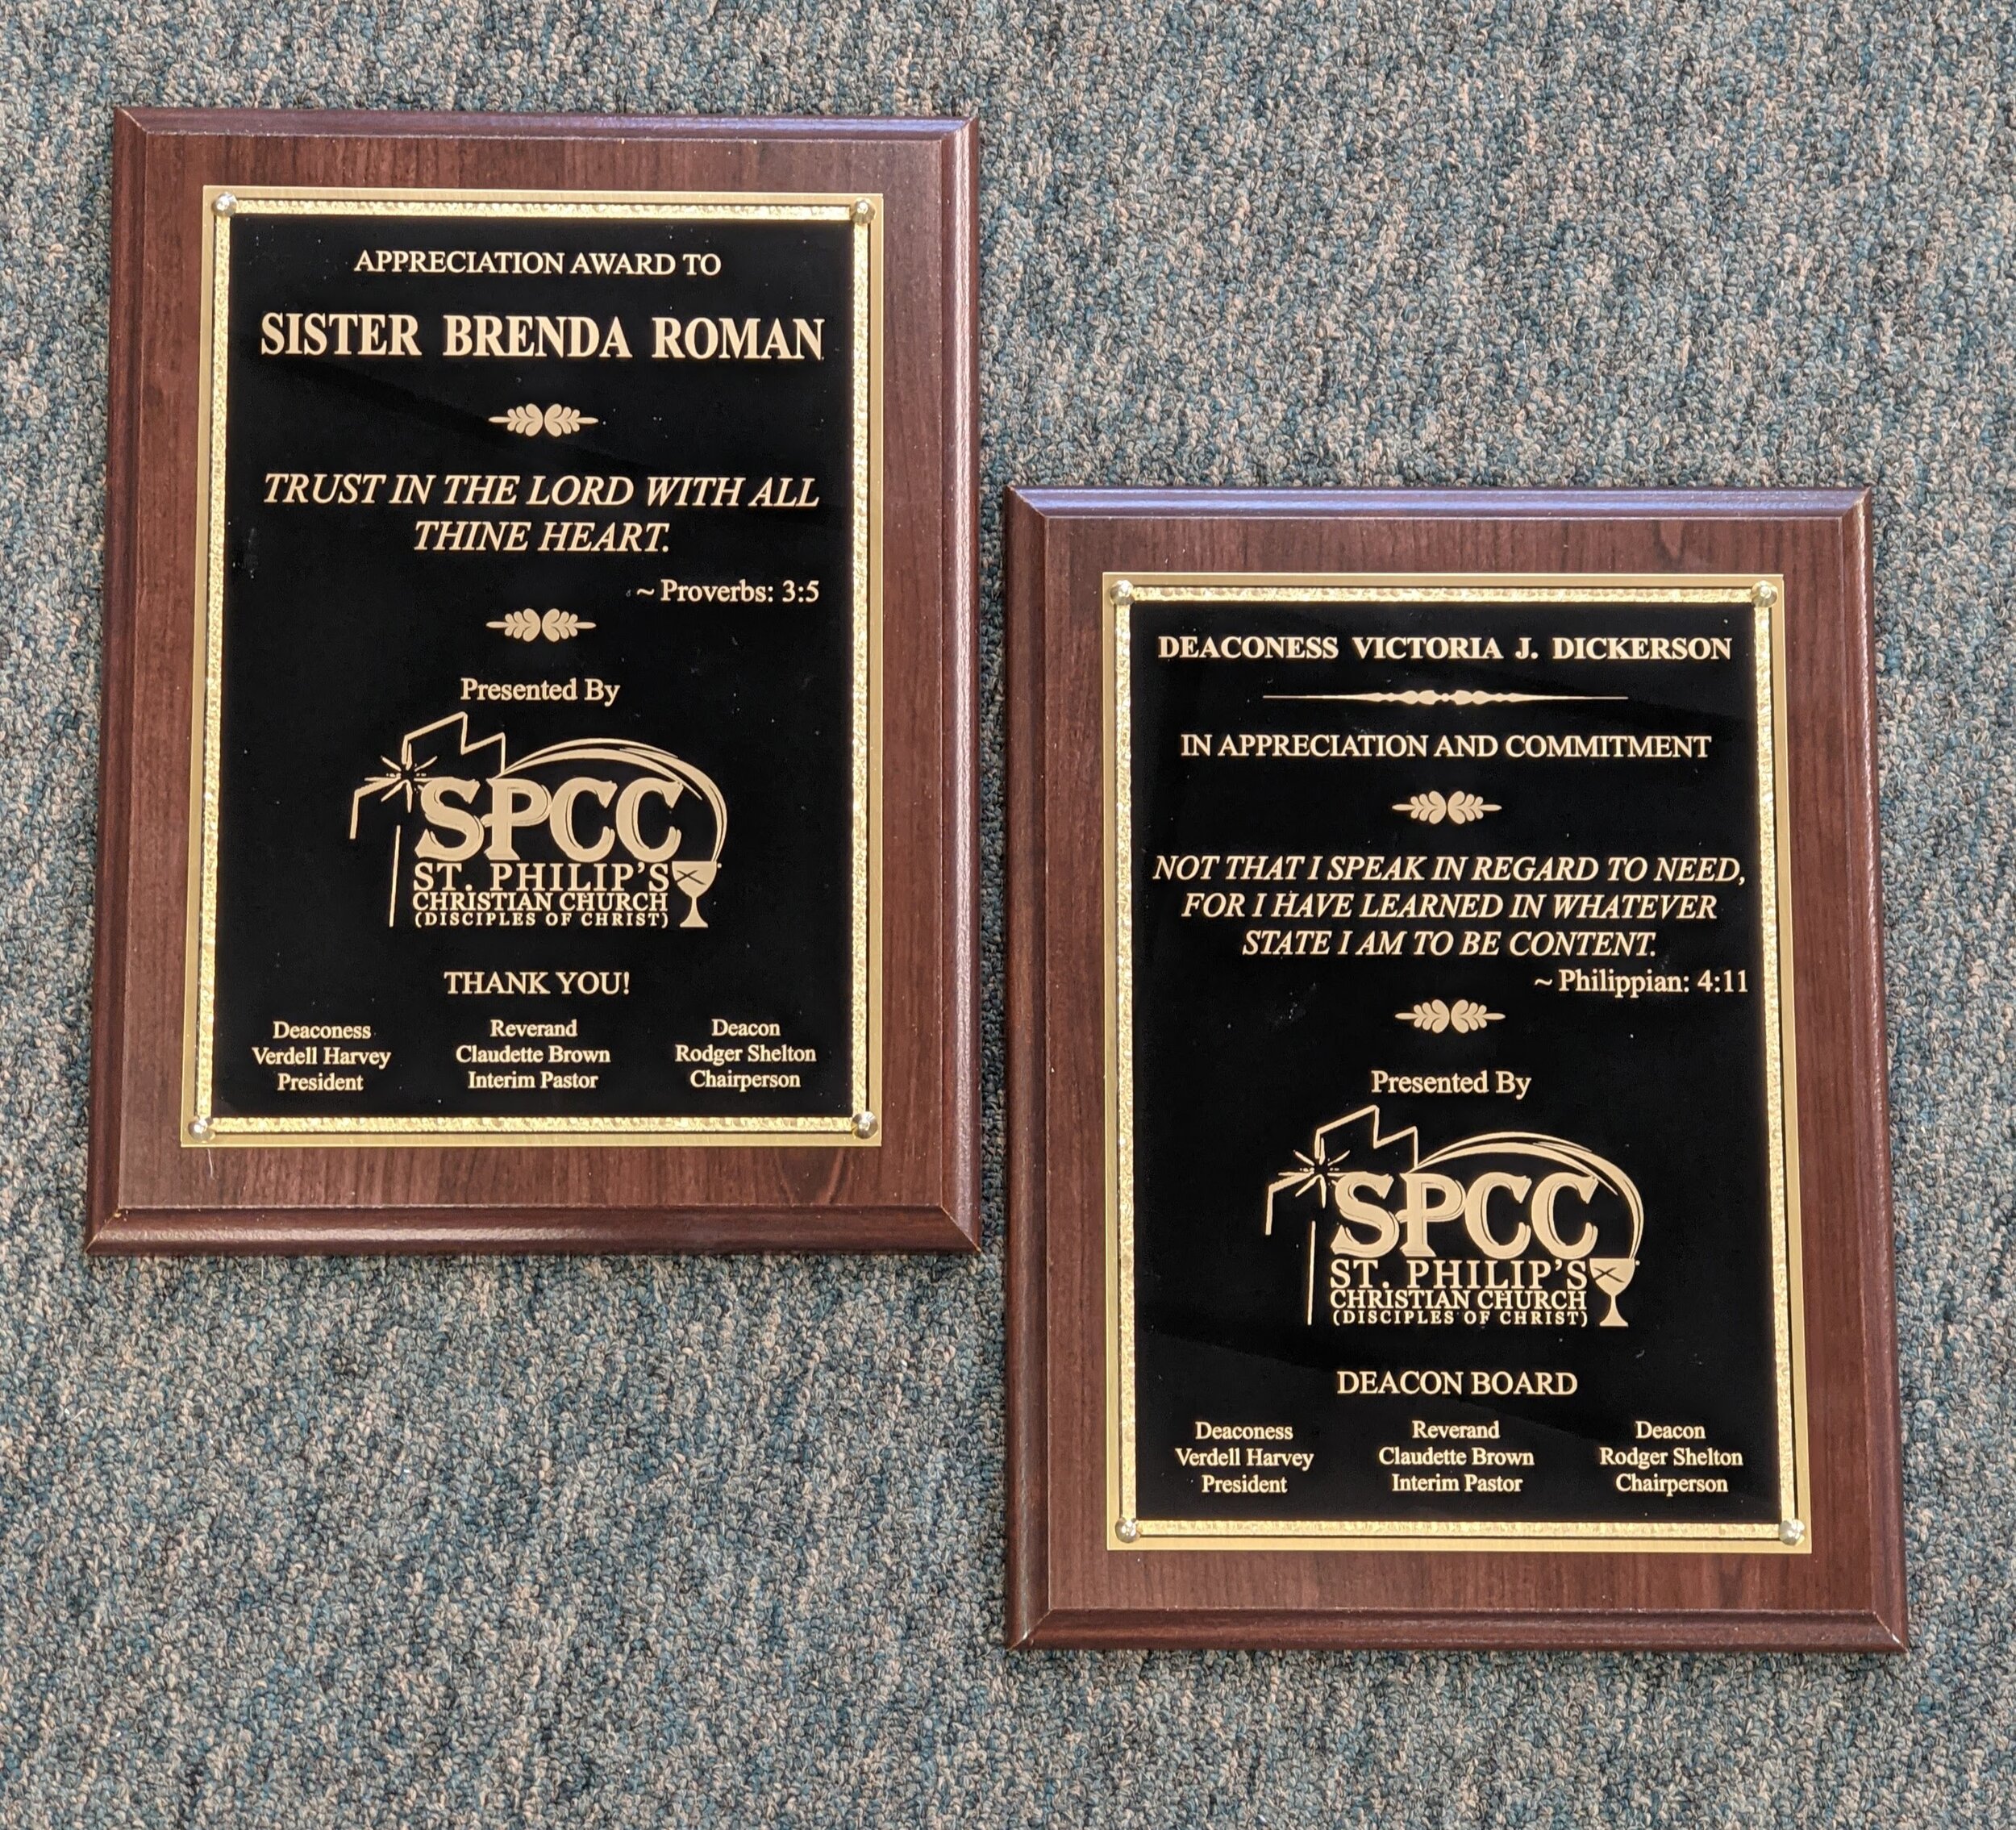 APPRECIATION AWARD TO
SISTER BRENDA ROMAN
TRUST IN THE LORD WITH ALL
THINE HEART.
~ Proverbs: 3:5
Presented By
SPCC
ST. PHILIP'S
CHRISTIAN CHURCH
(DISCIPLES OF CHRIST)
THANK YOU!
Deaconess
Verdell Harvey
President
Reverand
Claudette Brown
Interim Pastor
Deacon
Rodger Shelton
Chairperson
DEACONESS VICTORIA J. DICKERSON
IN APPRECIATION AND COMMITMENT
NOT THAT I SPEAK IN REGARD TO NEED,
FOR I HAVE LEARNED IN WHATEVER
STATE I AM TO BE CONTENT.
~ Philippian: 4:11
Presented By
SPCC
ST. PHILIP'S
CHRISTIAN CHURCH
(DISCIPLES OF CHRIST)
DEACON BOARD
Deaconess
Verdell Harvey
President
Reverand
Claudette Brown
Interim Pastor
Deacon
Rodger Shelton
Chairperson